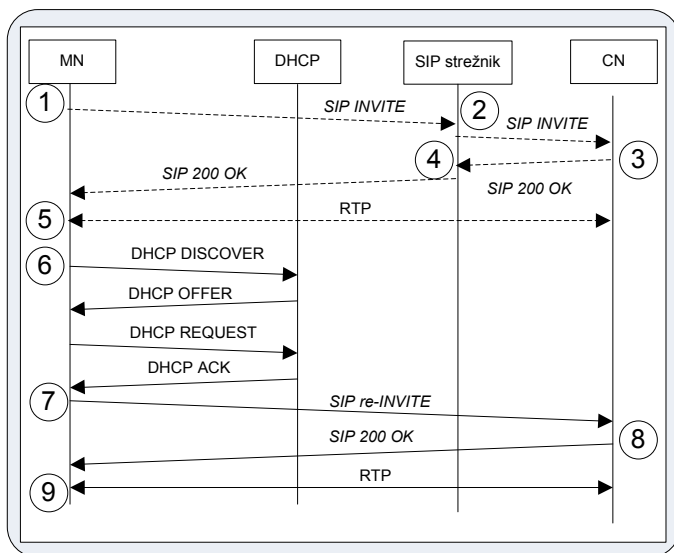 MN
DHCP
SIP strežnik
CN
1
SIP INVITE
2
SIP INVITE
3
4
SIP 200 OK
SIP 200 OK
5
RTP
6
DHCP DISCOVER
DHCP OFFER
DHCP REQUEST
DHCP ACK
7
SIP re-INVITE
8
SIP 200 OK
9
RTP